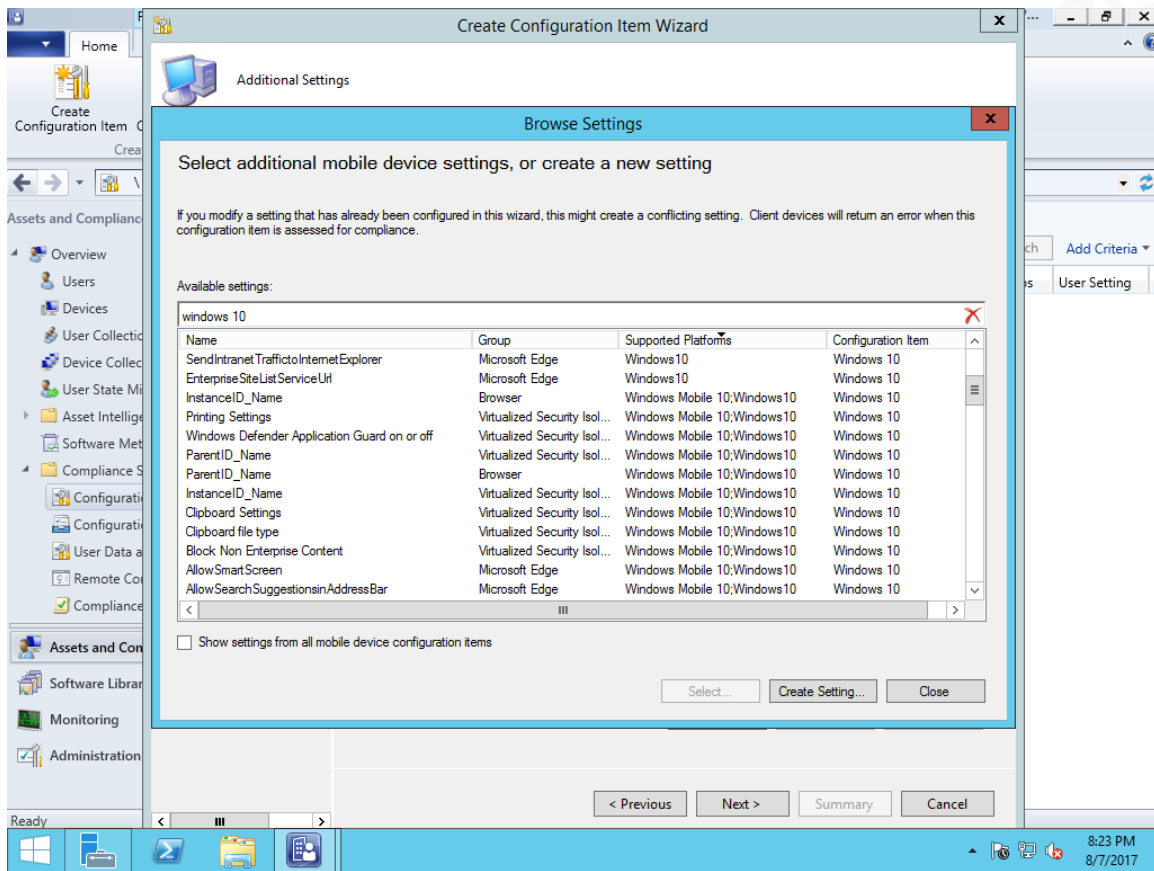 Create Configuration Item Wizard
Home
Additional Settings
Create
Configuration Item
Crea
Browse Settings
Select additional mobile device settings, or create a new setting
If you modify a setting that has already been configured in this wizard, this might create a conflicting setting. Client devices will return an error when this
configuration item is assessed for compliance.
Available settings:
windows 10
Name Group Supported Platforms Configuration Item
SendIntranetTrafficto​InternetExplorer Microsoft Edge Windows10 Windows 10
EnterpriseSiteListServiceUrl Microsoft Edge Windows10 Windows 10
InstanceID_Name Browser Windows Mobile 10;Windows10 Windows 10
Printing Settings Virtualized Security Isol... Windows Mobile 10;Windows10 Windows 10
Windows Defender Application Guard on or off Virtualized Security Isol... Windows Mobile 10;Windows10 Windows 10
ParentID_Name Virtualized Security Isol... Windows Mobile 10;Windows10 Windows 10
ParentID_Name Browser Windows Mobile 10;Windows10 Windows 10
InstanceID_Name Virtualized Security Isol... Windows Mobile 10;Windows10 Windows 10
Clipboard Settings Virtualized Security Isol... Windows Mobile 10;Windows10 Windows 10
Clipboard file type Virtualized Security Isol... Windows Mobile 10;Windows10 Windows 10
Block Non Enterprise Content Virtualized Security Isol... Windows Mobile 10;Windows10 Windows 10
AllowSmartScreen Microsoft Edge Windows Mobile 10;Windows10 Windows 10
AllowSearchSuggestionsinAddressBar Microsoft Edge Windows Mobile 10;Windows10 Windows 10
Show settings from all mobile device configuration items
Select... Create Setting... Close
< Previous Next > Summary Cancel
Assets and Complianc
Overview
Users
Devices
User Collectic
Device Collec
User State Mi
Asset Intellige
Software Met
Compliance S
Configurati
Configurati
User Data a
Remote Co
Compliance
Assets and Con
Software Librar
Monitoring
Administration
Ready
ch Add Criteria
os User Setting
8:23 PM
8/7/2017